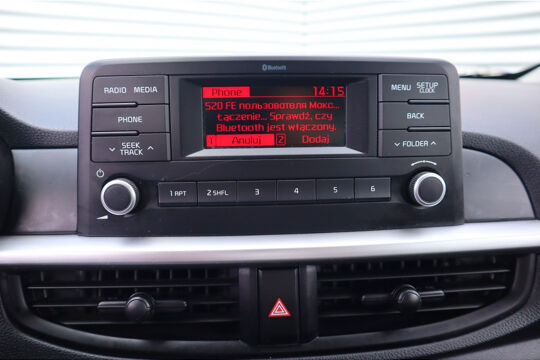 Bluetooth
RADIO MEDIA
PHONE
SEEK
TRACK
Phone 14:15
S20 FE пользователя Мокс...
Łączenie... Sprawdź, czy
Bluetooth jest włączony.
1 Anuluj 2 Dodaj
MENU SETUP
CLOCK
BACK
FOLDER
1 RPT 2 SHFL 3 4 5 6